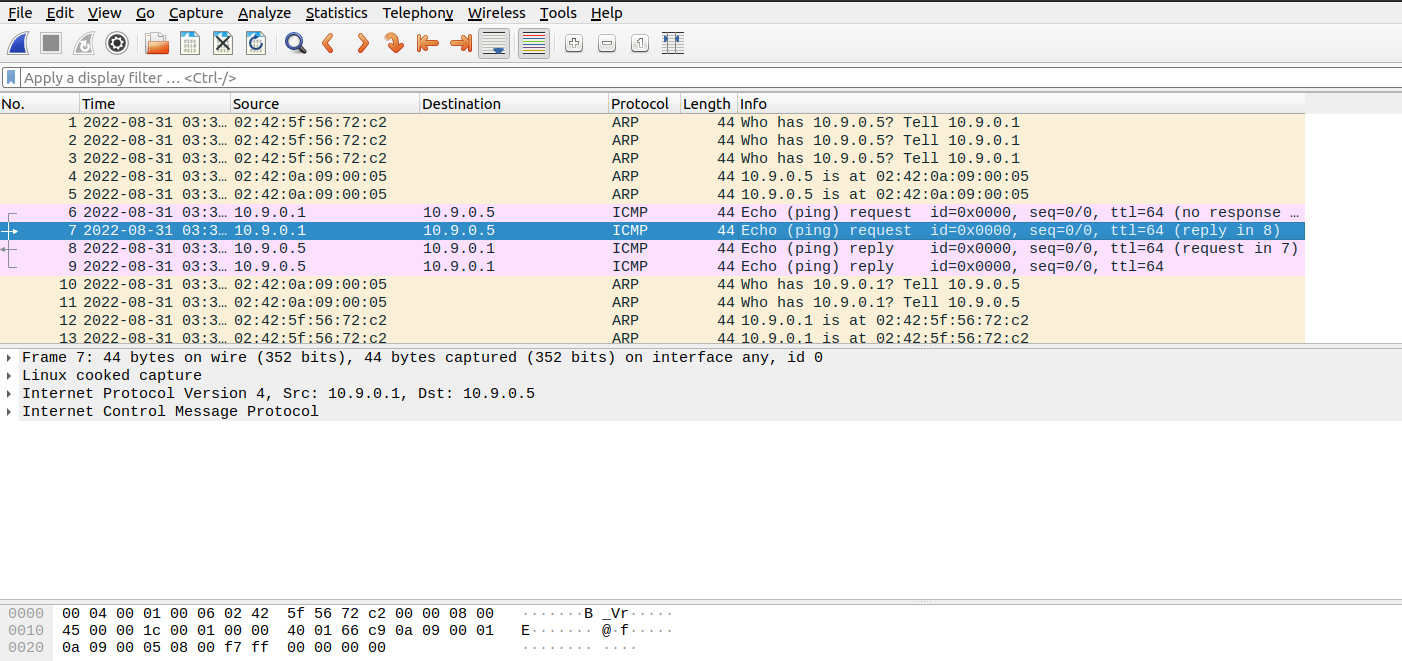 File Edit View Go Capture Analyze Statistics Telephony Wireless Tools Help
Apply a display filter … <Ctrl-/>
No. Time Source Destination Protocol Length Info
1 2022-08-31 03:3… 02:42:5f:56:72:c2 ARP 44 Who has 10.9.0.5? Tell 10.9.0.1
2 2022-08-31 03:3… 02:42:5f:56:72:c2 ARP 44 Who has 10.9.0.5? Tell 10.9.0.1
3 2022-08-31 03:3… 02:42:5f:56:72:c2 ARP 44 Who has 10.9.0.5? Tell 10.9.0.1
4 2022-08-31 03:3… 02:42:0a:09:00:05 ARP 44 10.9.0.5 is at 02:42:0a:09:00:05
5 2022-08-31 03:3… 02:42:0a:09:00:05 ARP 44 10.9.0.5 is at 02:42:0a:09:00:05
6 2022-08-31 03:3… 10.9.0.1 10.9.0.5 ICMP 44 Echo (ping) request id=0x0000, seq=0/0, ttl=64 (no response …
7 2022-08-31 03:3… 10.9.0.1 10.9.0.5 ICMP 44 Echo (ping) request id=0x0000, seq=0/0, ttl=64 (reply in 8)
8 2022-08-31 03:3… 10.9.0.5 10.9.0.1 ICMP 44 Echo (ping) reply id=0x0000, seq=0/0, ttl=64 (request in 7)
9 2022-08-31 03:3… 10.9.0.5 10.9.0.1 ICMP 44 Echo (ping) reply id=0x0000, seq=0/0, ttl=64
10 2022-08-31 03:3… 02:42:0a:09:00:05 ARP 44 Who has 10.9.0.1? Tell 10.9.0.5
11 2022-08-31 03:3… 02:42:0a:09:00:05 ARP 44 Who has 10.9.0.1? Tell 10.9.0.5
12 2022-08-31 03:3… 02:42:5f:56:72:c2 ARP 44 10.9.0.1 is at 02:42:5f:56:72:c2
13 2022-08-31 03:3… 02:42:5f:56:72:c2 ARP 44 10.9.0.1 is at 02:42:5f:56:72:c2
Frame 7: 44 bytes on wire (352 bits), 44 bytes captured (352 bits) on interface any, id 0
Linux cooked capture
Internet Protocol Version 4, Src: 10.9.0.1, Dst: 10.9.0.5
Internet Control Message Protocol
0000 00 04 00 01 00 06 02 42 5f 56 72 c2 00 00 08 00 ·······B _Vr·····
0010 45 00 00 1c 00 01 00 00 40 01 66 c9 0a 09 00 01 E······· @·f·····
0020 0a 09 00 05 08 00 f7 ff 00 00 00 00 ········ ····